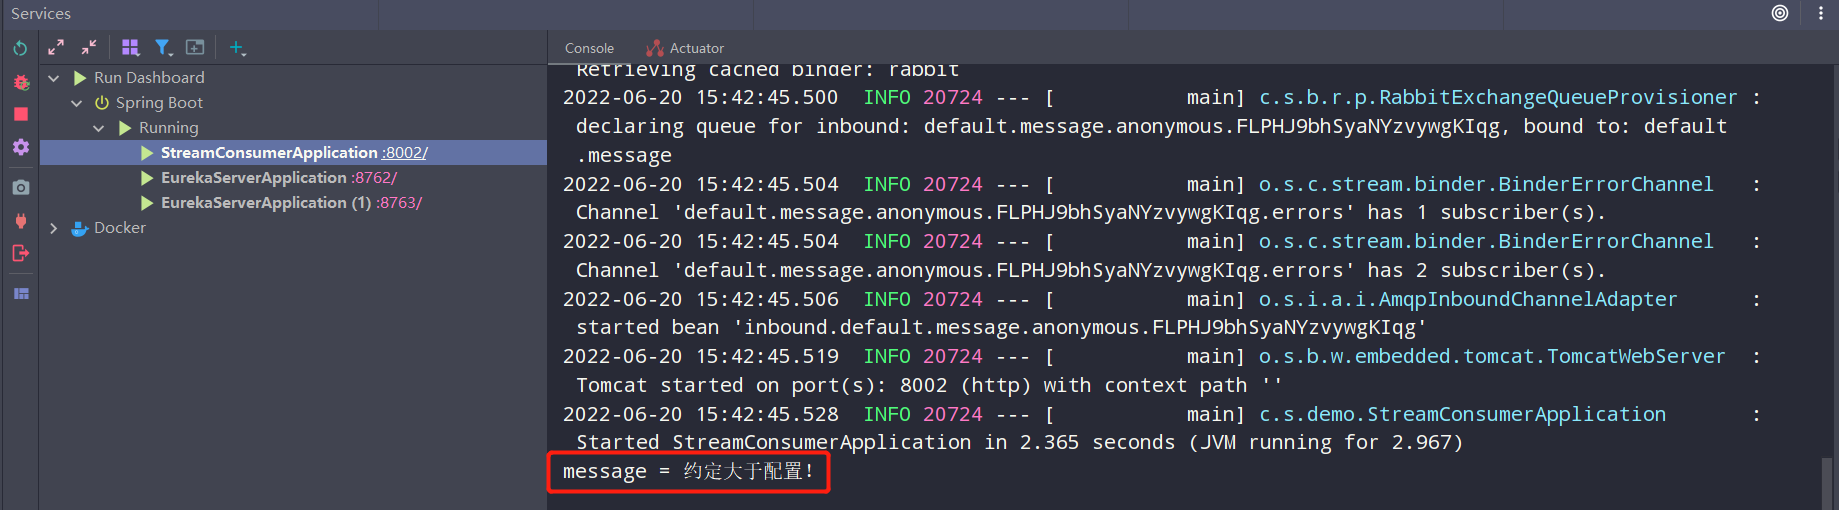 Services
Run Dashboard
Spring Boot
Running
StreamConsumerApplication :8002/
EurekaServerApplication :8762/
EurekaServerApplication (1) :8763/
Docker
Console
Actuator
Retrieving cached binder: rabbit
2022-06-20 15:42:45.500 INFO 20724 --- [ main] c.s.b.r.p.RabbitExchangeQueueProvisioner :
declaring queue for inbound: default.message.anonymous.FLPHJ9bhSyaNYzvywgKIqg, bound to: default
.message
2022-06-20 15:42:45.504 INFO 20724 --- [ main] o.s.c.stream.binder.BinderErrorChannel :
Channel 'default.message.anonymous.FLPHJ9bhSyaNYzvywgKIqg.errors' has 1 subscriber(s).
2022-06-20 15:42:45.504 INFO 20724 --- [ main] o.s.c.stream.binder.BinderErrorChannel :
Channel 'default.message.anonymous.FLPHJ9bhSyaNYzvywgKIqg.errors' has 2 subscriber(s).
2022-06-20 15:42:45.506 INFO 20724 --- [ main] o.s.i.a.i.AmqpInboundChannelAdapter :
started bean 'inbound.default.message.anonymous.FLPHJ9bhSyaNYzvywgKIqg'
2022-06-20 15:42:45.519 INFO 20724 --- [ main] o.s.b.w.embedded.tomcat.TomcatWebServer :
Tomcat started on port(s): 8002 (http) with context path ''
2022-06-20 15:42:45.528 INFO 20724 --- [ main] c.s.demo.StreamConsumerApplication :
Started StreamConsumerApplication in 2.365 seconds (JVM running for 2.967)
message = 约定大于配置!